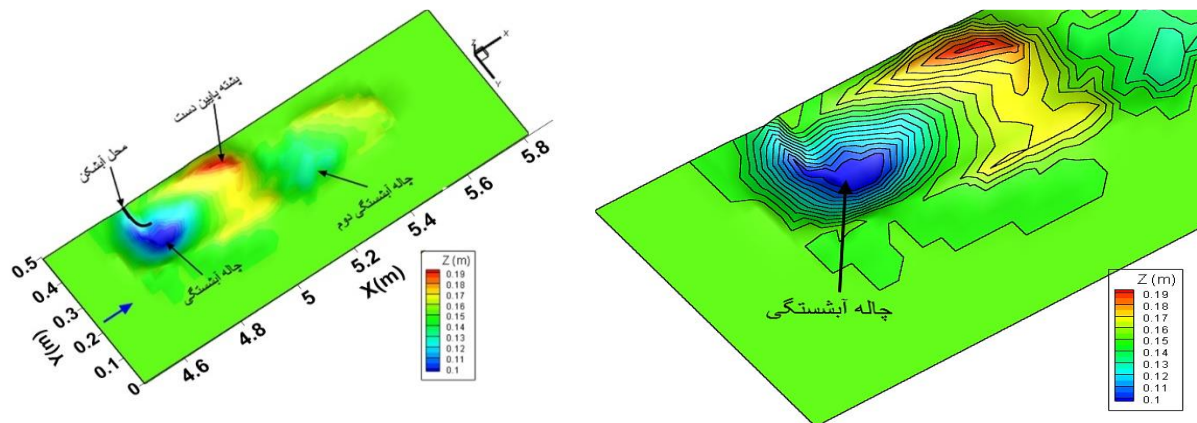 Z
X
Y
پشته پایین دست
محل آبشکن
چاله آبشستگی دوم
چاله آبشستگی
0.5
0.4
0.3
0.2
0.1
0
Y(m)
4.6
4.8
5
5.2
5.4
5.6
5.8
X(m)
Z (m)
0.19
0.18
0.17
0.16
0.15
0.14
0.13
0.12
0.11
0.1
چاله آبشستگی
Z (m)
0.19
0.18
0.17
0.16
0.15
0.14
0.13
0.12
0.11
0.1